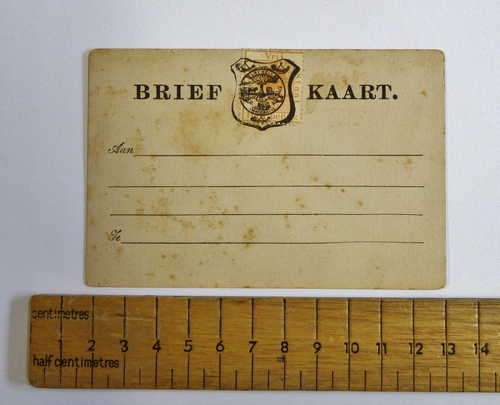 BRIEF KAART.
Aan
Te
centimetres
1 2 3 4 5 6 7 8 9 10 11 12 13 14
half centimetres